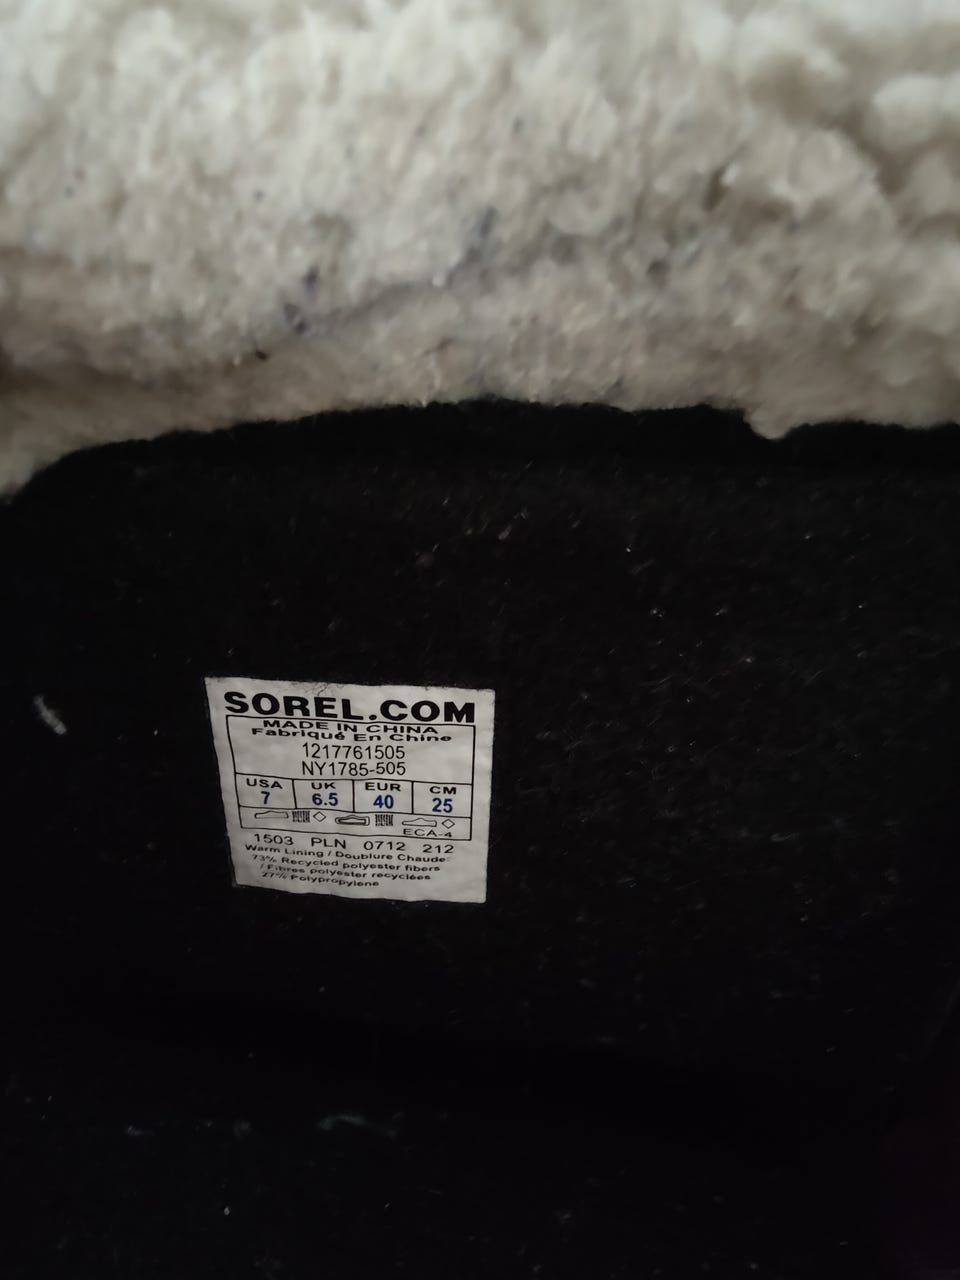 SOREL.COM
MADE IN CHINA
Fabriqué En Chine
1217761505
NY1785-505
USA UK EUR CM
7 6.5 40 25
ECA-4
1503 PLN 0712 212
Warm Lining / Doublure Chaude:
73% Recycled polyester fibers
/ Fibres polyester recyclées
27% Polypropylene